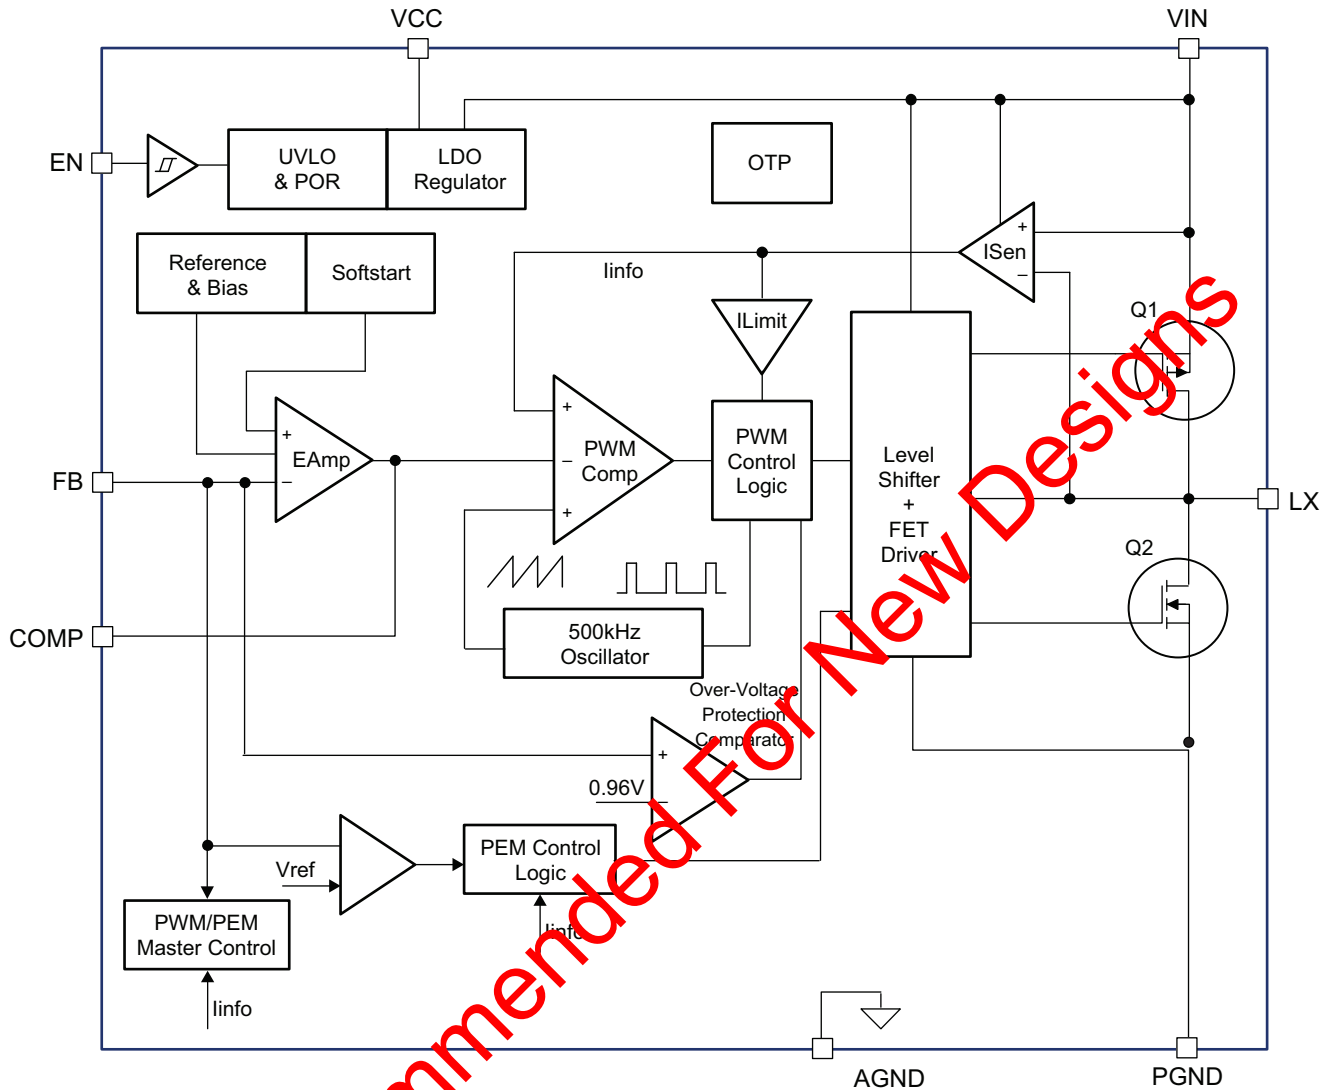 VCC
VIN
EN
UVLO
& POR
LDO
Regulator
OTP
Reference
& Bias
Softstart
Iinfo
+
ISen
−
ILimit
Q1
+
EAmp
−
FB
+
PWM
Comp
−
+
PWM
Control
Logic
Level
Shifter
+
FET
Driver
LX
Q2
COMP
500kHz
Oscillator
Over-Voltage
Protection
Comparator
+
0.96V
−
Vref
PEM Control
Logic
Iinfo
PWM/PEM
Master Control
Iinfo
AGND
PGND
mmended For New Designs